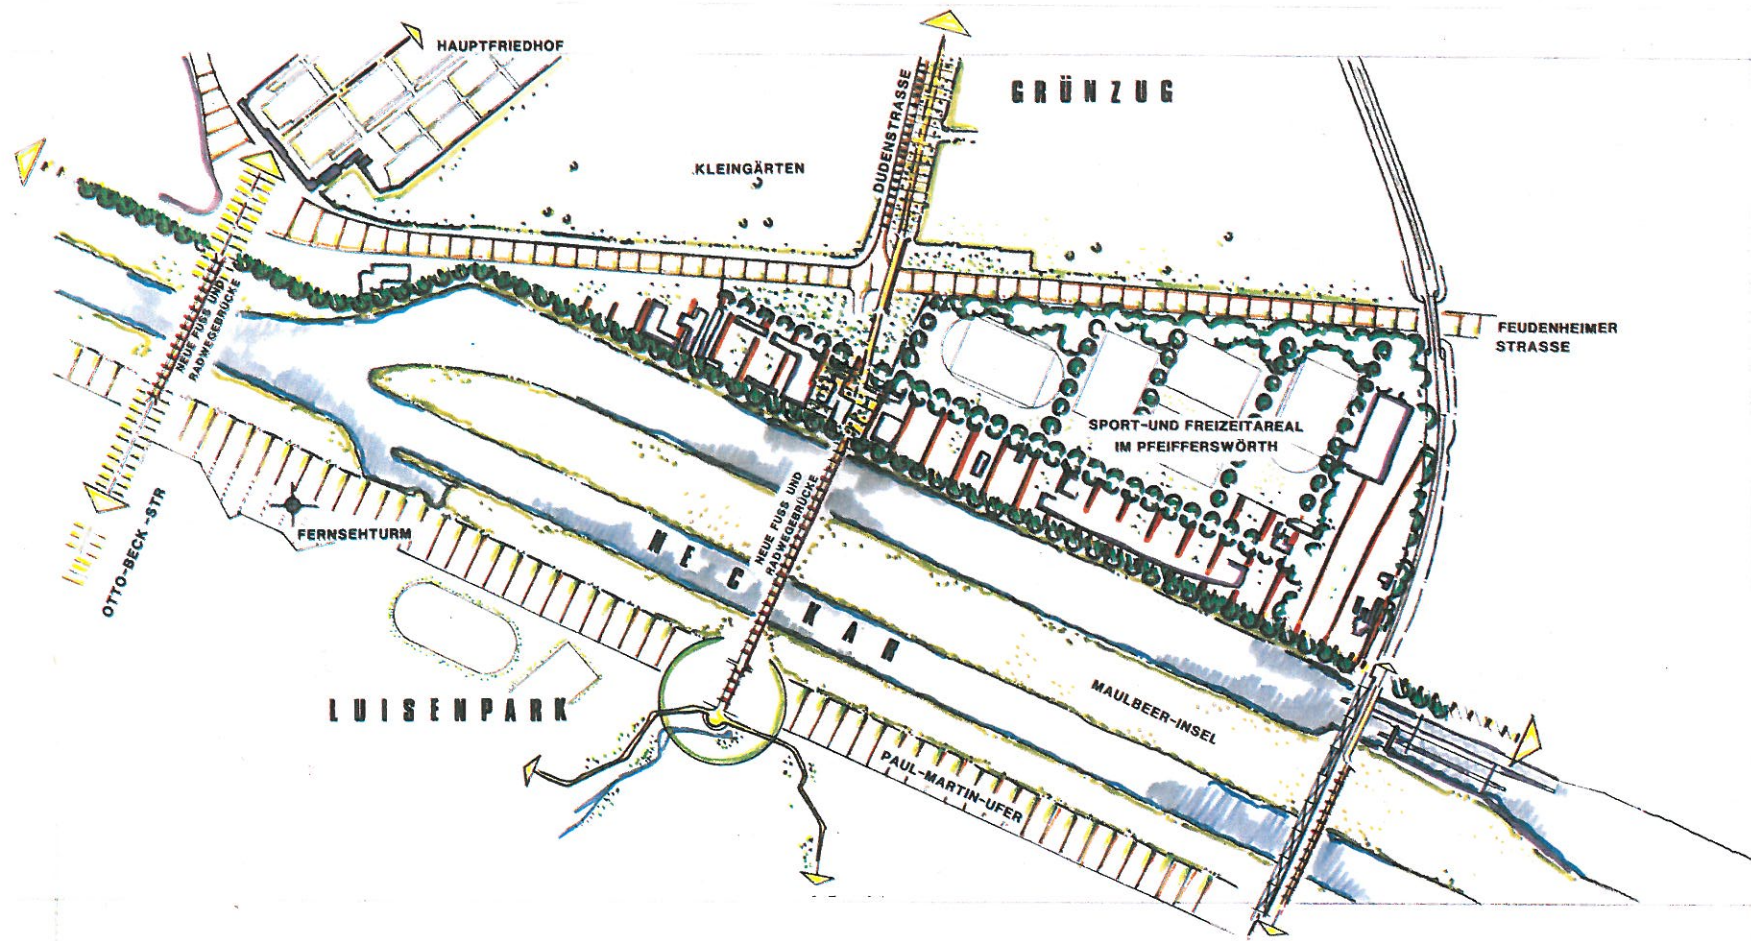 HAUPTFRIEDHOF
GRÜNZUG
DUDENSTRASSE
KLEINGÄRTEN
NEUE FUSS UND
RADWEGEBRÜCKE
FEUDENHEIMER
STRASSE
SPORT-UND FREIZEITAREAL
IM PFEIFFERSWÖRTH
NEUE FUSS UND
RADWEGEBRÜCKE
OTTO-BECK-STR
FERNSEHTURM
NECKAR
LUISENPARK
MAULBEER-INSEL
PAUL-MARTIN-UFER